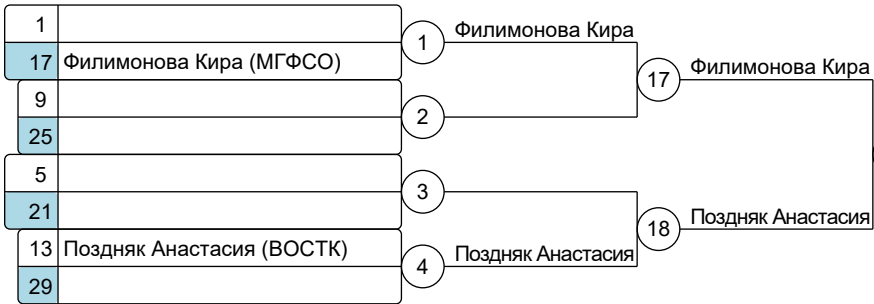 1
17 Филимонова Кира (МГФСО)
9
25
5
21
13 Поздняк Анастасия (ВОСТК)
29
1
2
3
4
Филимонова Кира
Поздняк Анастасия
17
18
Филимонова Кира
Поздняк Анастасия